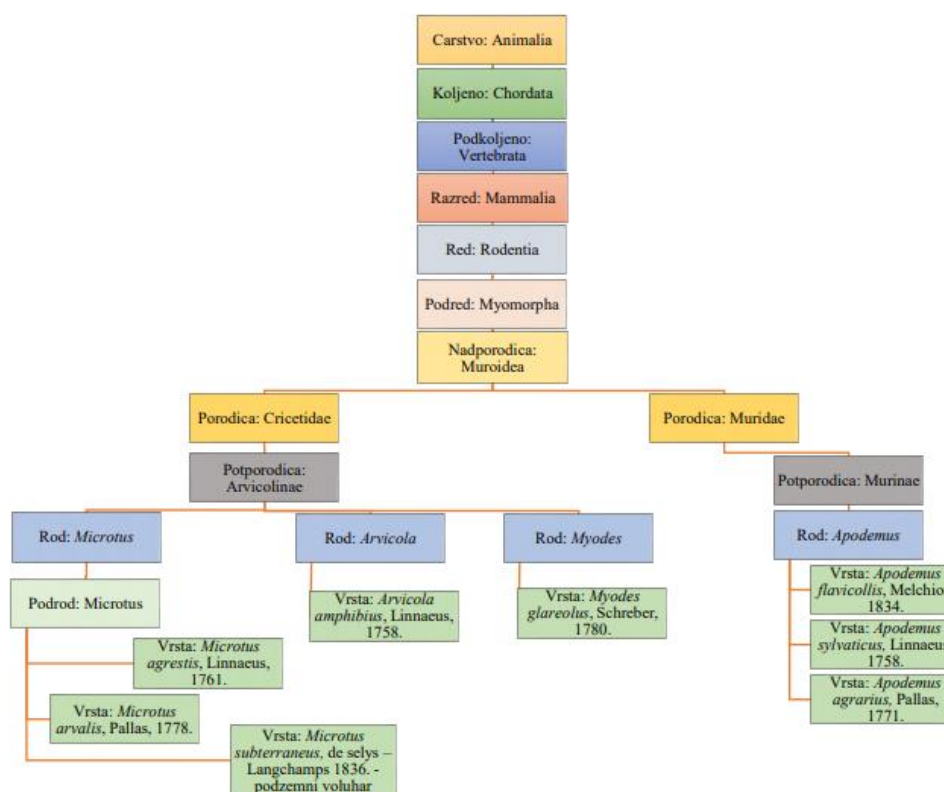 Carstvo: Animalia
Koljeno: Chordata
Podkoljeno:
Vertebrata
Razred: Mammalia
Red: Rodentia
Podred: Myomorpha
Nadporodica:
Muroidea
Porodica: Cricetidae
Porodica: Muridae
Potporodica:
Arvicolinae
Potporodica: Murinae
Rod: Microtus
Rod: Arvicola
Rod: Myodes
Rod: Apodemus
Podrod: Microtus
Vrsta: Microtus
agrestis, Linnaeus,
1761.
Vrsta: Microtus
arvalis, Pallas, 1778.
Vrsta: Microtus
subterraneus, de selys –
Langchamps 1836. -
podzemni voluhar
Vrsta: Arvicola
amphibius, Linnaeus,
1758.
Vrsta: Myodes
glareolus, Schreber,
1780.
Vrsta: Apodemus
flavicollis, Melchio
1834.
Vrsta: Apodemus
sylvaticus, Linnaeus
1758.
Vrsta: Apodemus
agrarius, Pallas,
1771.